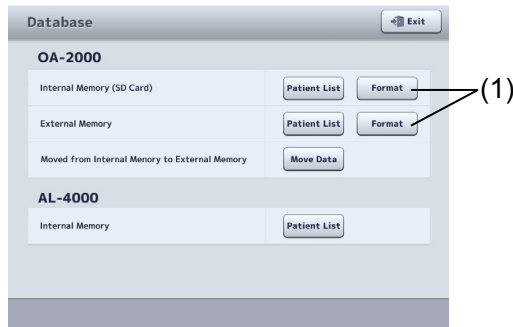 Database Exit
OA-2000
Internal Memory (SD Card) Patient List Format
(1)
External Memory Patient List Format
Moved from Internal Menory to External Memory Move Data
AL-4000
Internal Memory Patient List